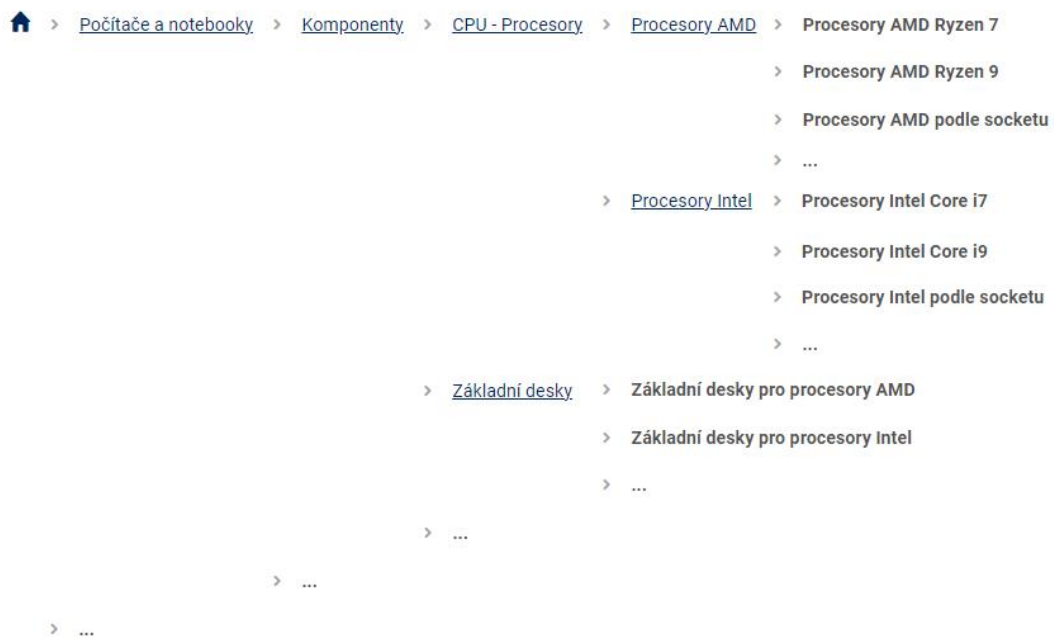 > Počítače a notebooky > Komponenty > CPU - Procesory > Procesory AMD > Procesory AMD Ryzen 7
> Procesory AMD Ryzen 9
> Procesory AMD podle socketu
> ...
> Procesory Intel > Procesory Intel Core i7
> Procesory Intel Core i9
> Procesory Intel podle socketu
> ...
> Základní desky > Základní desky pro procesory AMD
> Základní desky pro procesory Intel
> ...
> ...
> ...
> ...